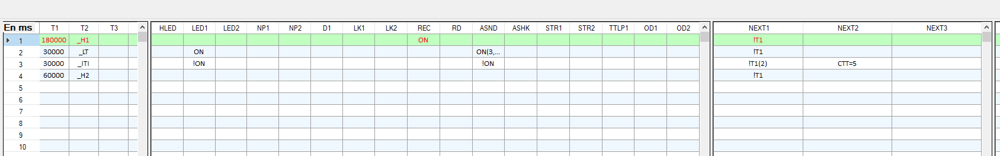 En ms T1 T2 T3 HLED LED1 LED2 NP1 NP2 D1 LK1 LK2 REC RD ASND ASHK STR1 STR2 TTLP1 OD1 OD2 NEXT1 NEXT2 NEXT3
1 180000 _H1 ON !T1
2 30000 _LT ON ON(3,... !T1
3 30000 _ITI !ON !ON !T1(2) CTT=5
4 60000 _H2 !T1
5
6
7
8
9
10